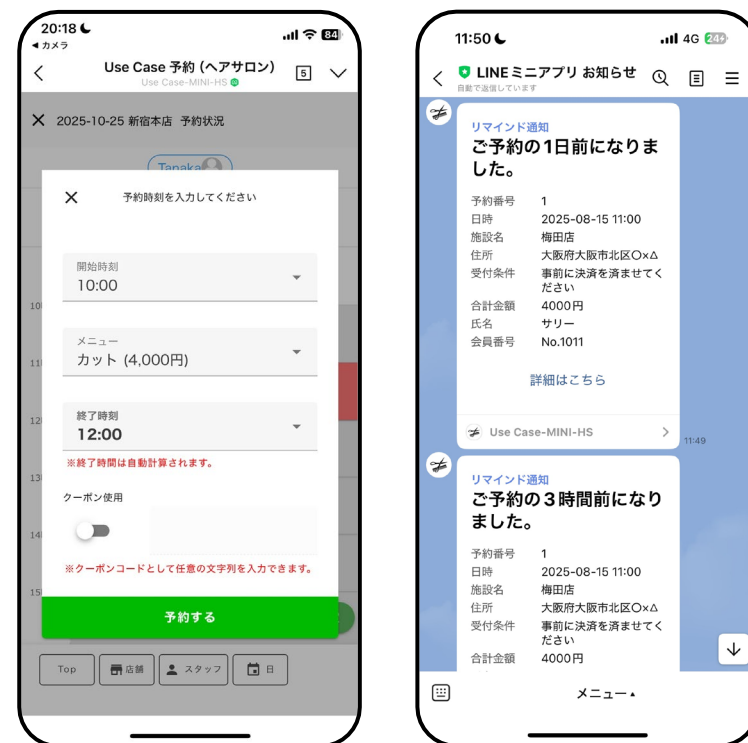 20:18
84
◀ カメラ
Use Case 予約 (ヘアサロン)
Use Case-MINI-HS
5
2025-10-25 新宿本店 予約状況
Tanaka
予約時刻を入力してください
開始時刻
10:00
メニュー
カット (4,000円)
終了時刻
12:00
※終了時間は自動計算されます。
クーポン使用
※クーポンコードとして任意の文字列を入力できます。
予約する
10
11
12
13
14
15
Top
店舗
スタッフ
日
11:50
4G
24
LINEミニアプリ お知らせ
自動で返信しています
リマインド通知
ご予約の1日前になりま
した。
予約番号 1
日時 2025-08-15 11:00
施設名 梅田店
住所 大阪府大阪市北区○×△
受付条件 事前に決済を済ませてく
ださい
合計金額 4000円
氏名 サリー
会員番号 No.1011
詳細はこちら
Use Case-MINI-HS
11:49
リマインド通知
ご予約の3時間前になり
ました。
予約番号 1
日時 2025-08-15 11:00
施設名 梅田店
住所 大阪府大阪市北区○×△
受付条件 事前に決済を済ませてく
ださい
合計金額 4000円
メニュー▲